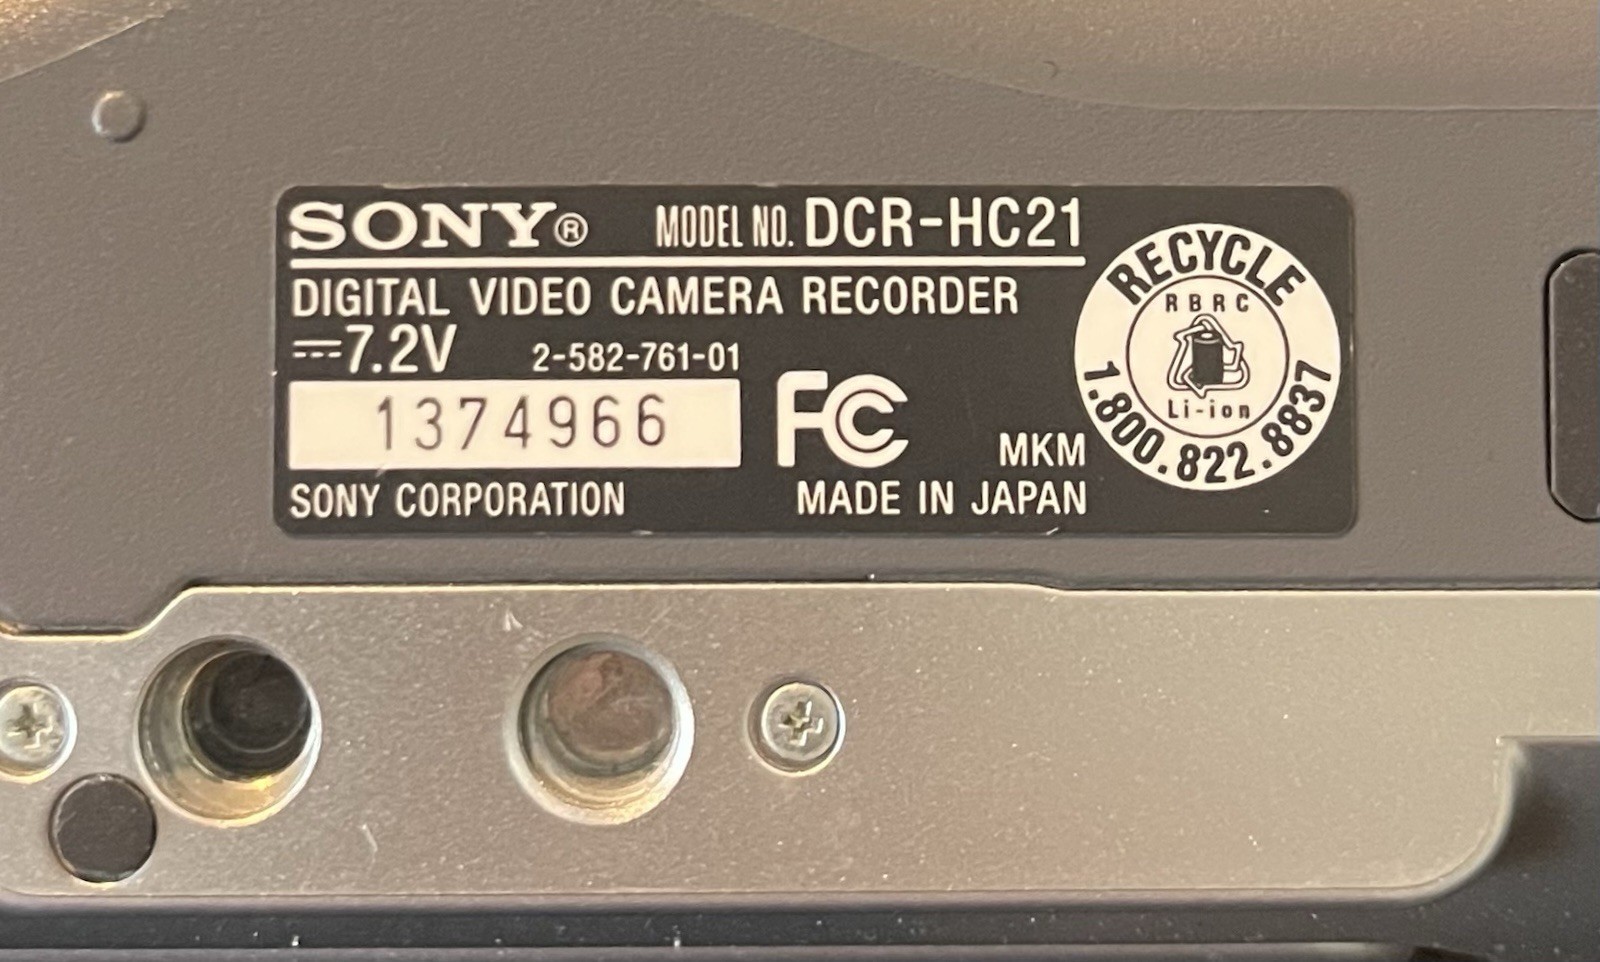 SONY® MODEL NO. DCR-HC21
DIGITAL VIDEO CAMERA RECORDER
⎓7.2V 2-582-761-01
1374966
FC
SONY CORPORATION
MKM
MADE IN JAPAN
RECYCLE
RBRC
Li-ion
1.800.822.8837